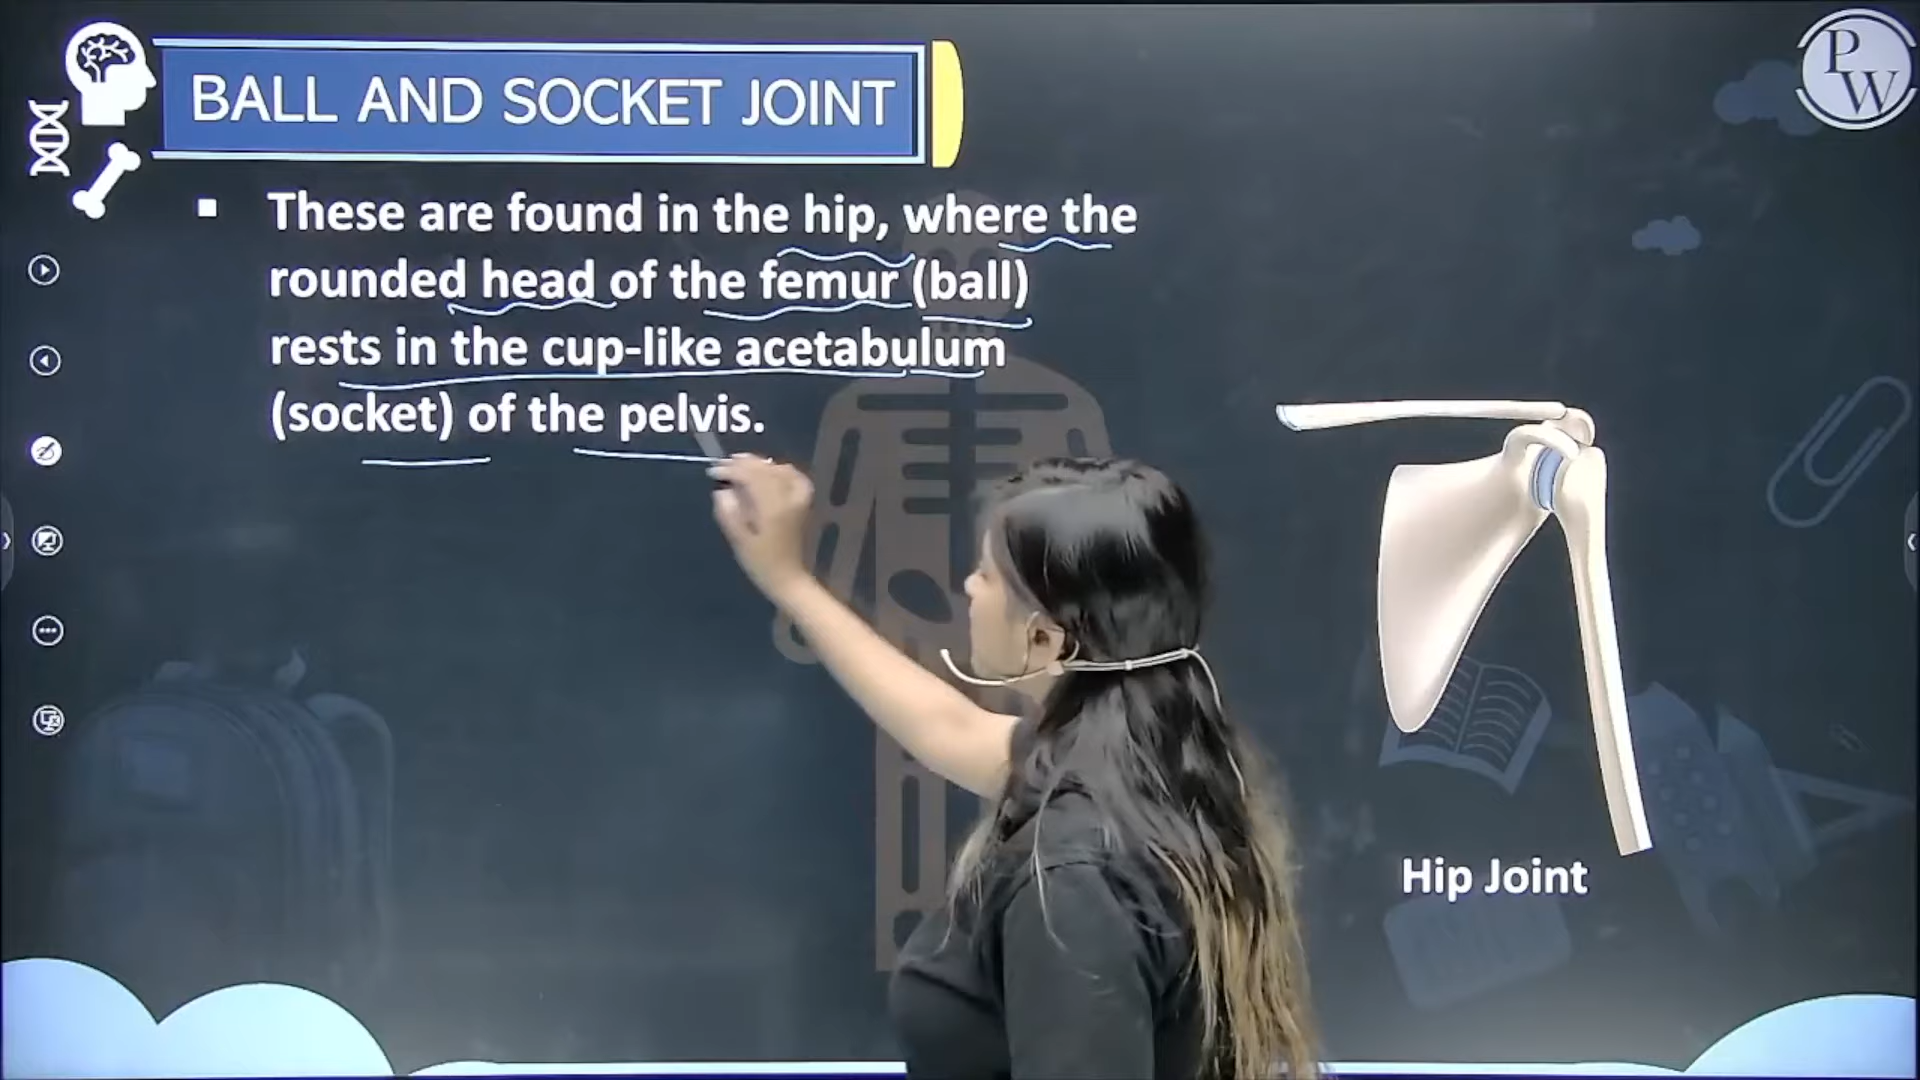 BALL AND SOCKET JOINT
PW
▪ These are found in the hip, where the
rounded head of the femur (ball)
rests in the cup-like acetabulum
(socket) of the pelvis.
Hip Joint